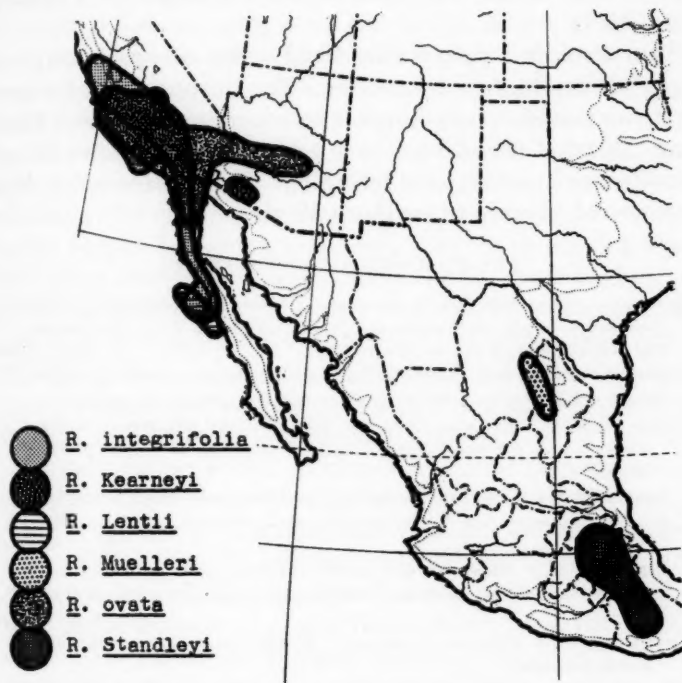 R. integrifolia
R. Kearneyi
R. Lentii
R. Muelleri
R. ovata
R. Standleyi